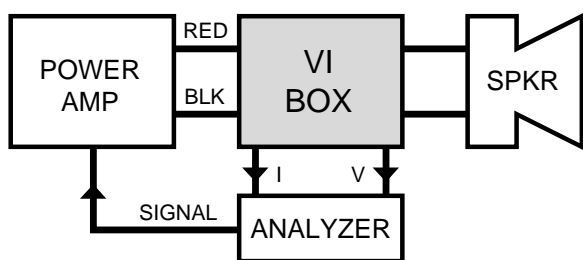 RED
POWER
AMP
BLK
VI
BOX
SPKR
I
V
SIGNAL
ANALYZER